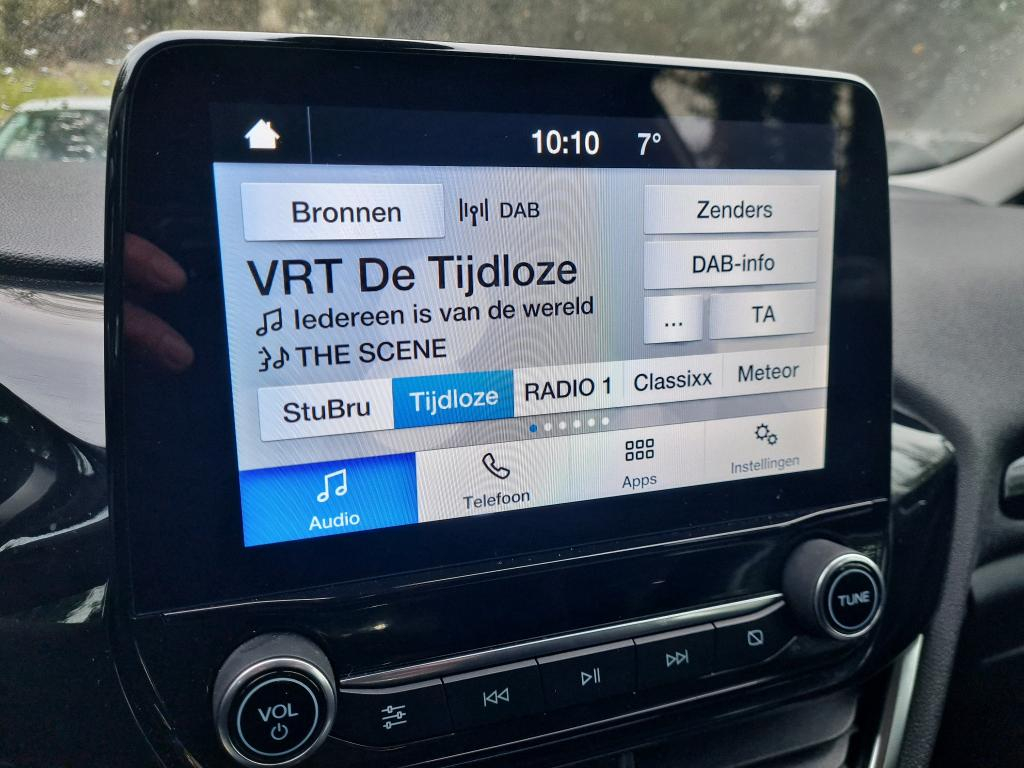 10:10 7°
Bronnen DAB Zenders
VRT De Tijdloze DAB-info
Iedereen is van de wereld ... TA
THE SCENE
StuBru Tijdloze RADIO 1 Classixx Meteor
Audio Telefoon Apps Instellingen
TUNE
VOL